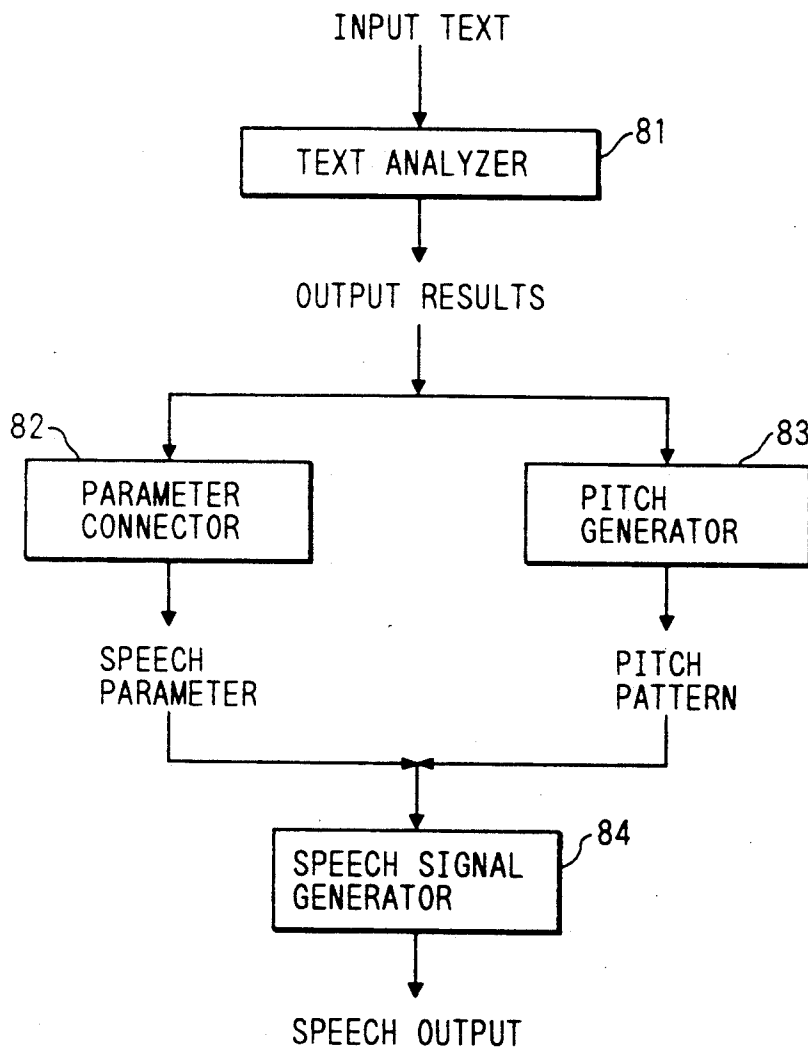 INPUT TEXT
81
TEXT ANALYZER
OUTPUT RESULTS
82
83
PARAMETER
CONNECTOR
PITCH
GENERATOR
SPEECH
PARAMETER
PITCH
PATTERN
84
SPEECH SIGNAL
GENERATOR
SPEECH OUTPUT